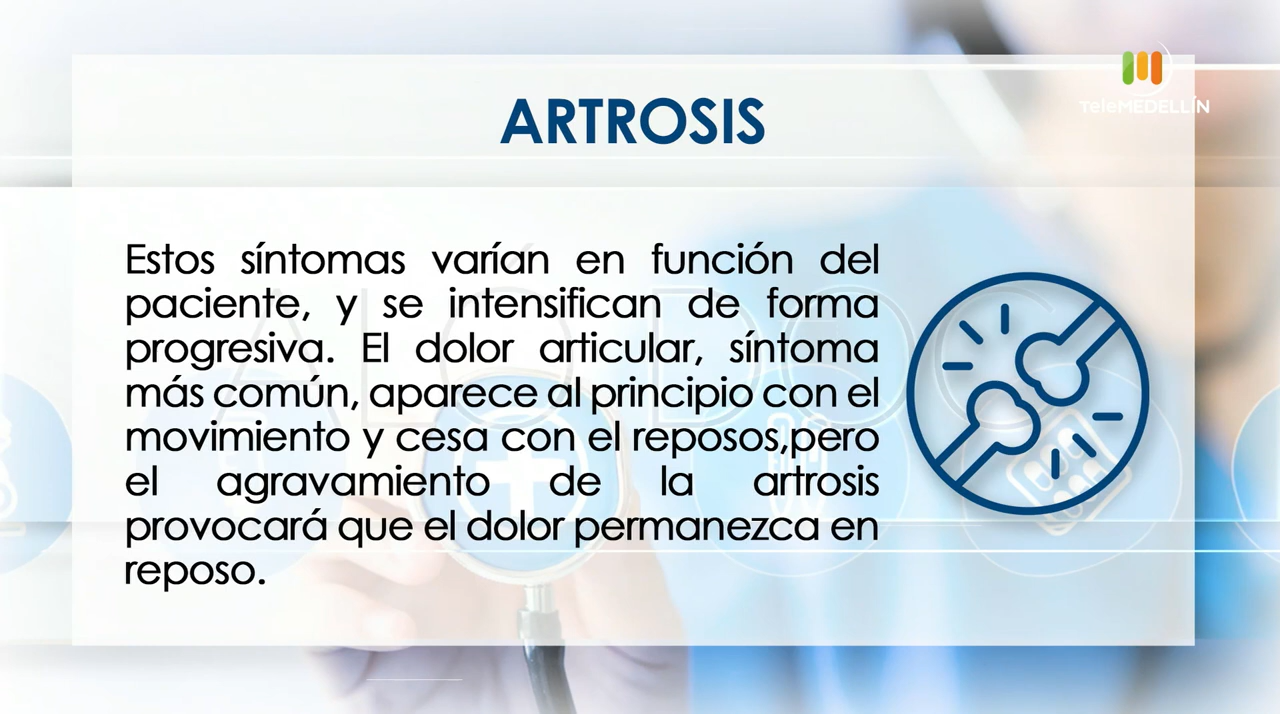 TeleMEDELLÍN
ARTROSIS
Estos síntomas varían en función del
paciente, y se intensifican de forma
progresiva. El dolor articular, síntoma
más común, aparece al principio con el
movimiento y cesa con el reposos,pero
el agravamiento de la artrosis
provocará que el dolor permanezca en
reposo.